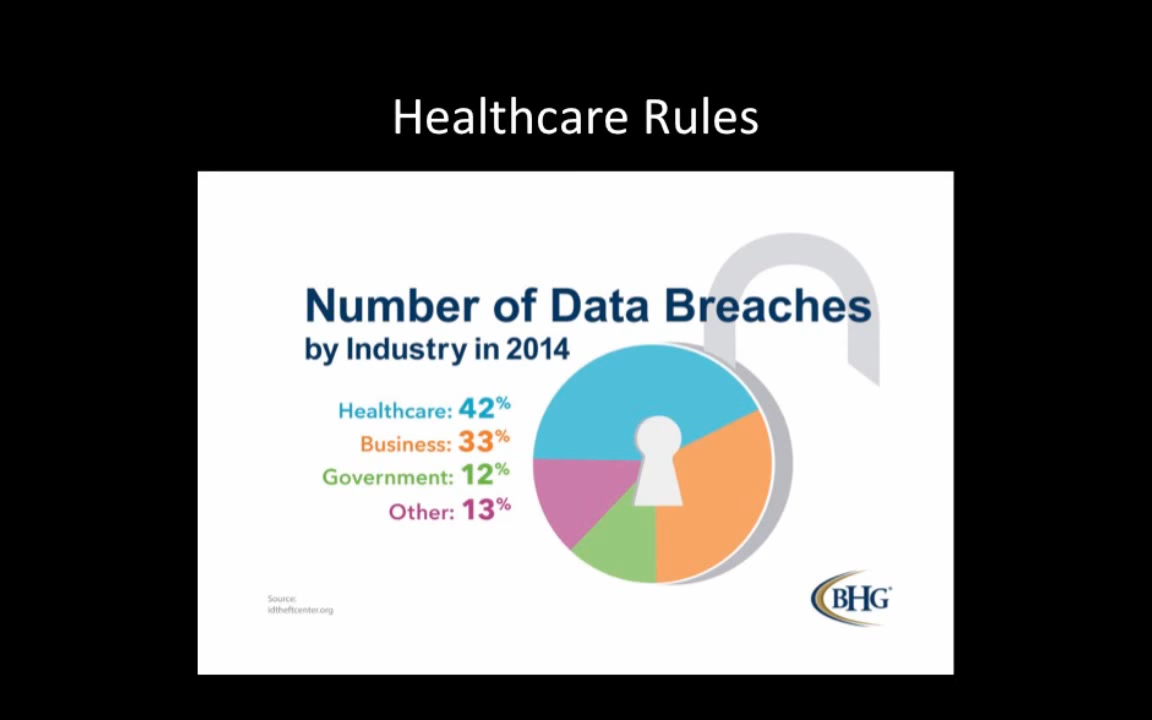 Healthcare Rules
Number of Data Breaches
by Industry in 2014
Healthcare: 42%
Business: 33%
Government: 12%
Other: 13%
Source:
idtheftcenter.org
BHG